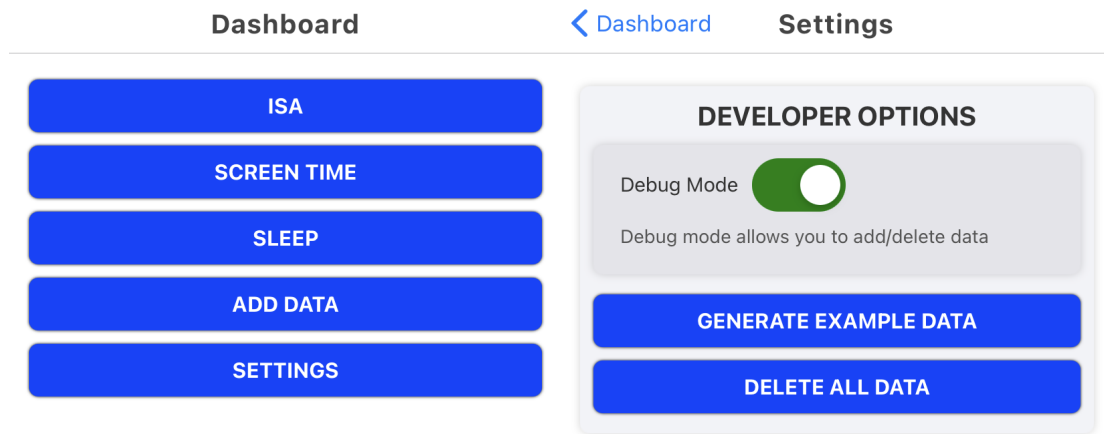 Dashboard
ISA
SCREEN TIME
SLEEP
ADD DATA
SETTINGS
Dashboard
Settings
DEVELOPER OPTIONS
Debug Mode
Debug mode allows you to add/delete data
GENERATE EXAMPLE DATA
DELETE ALL DATA